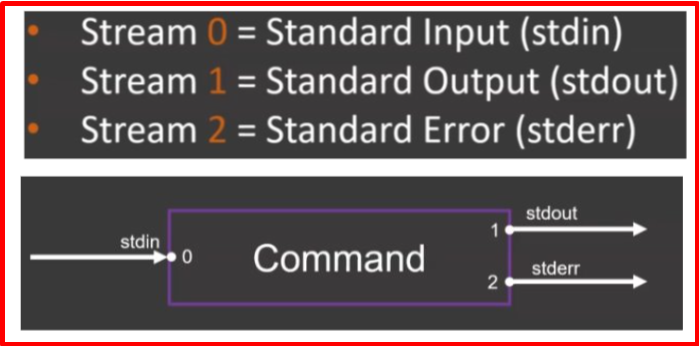 • Stream 0 = Standard Input (stdin)
• Stream 1 = Standard Output (stdout)
• Stream 2 = Standard Error (stderr)
stdin
0
Command
1
stdout
2
stderr